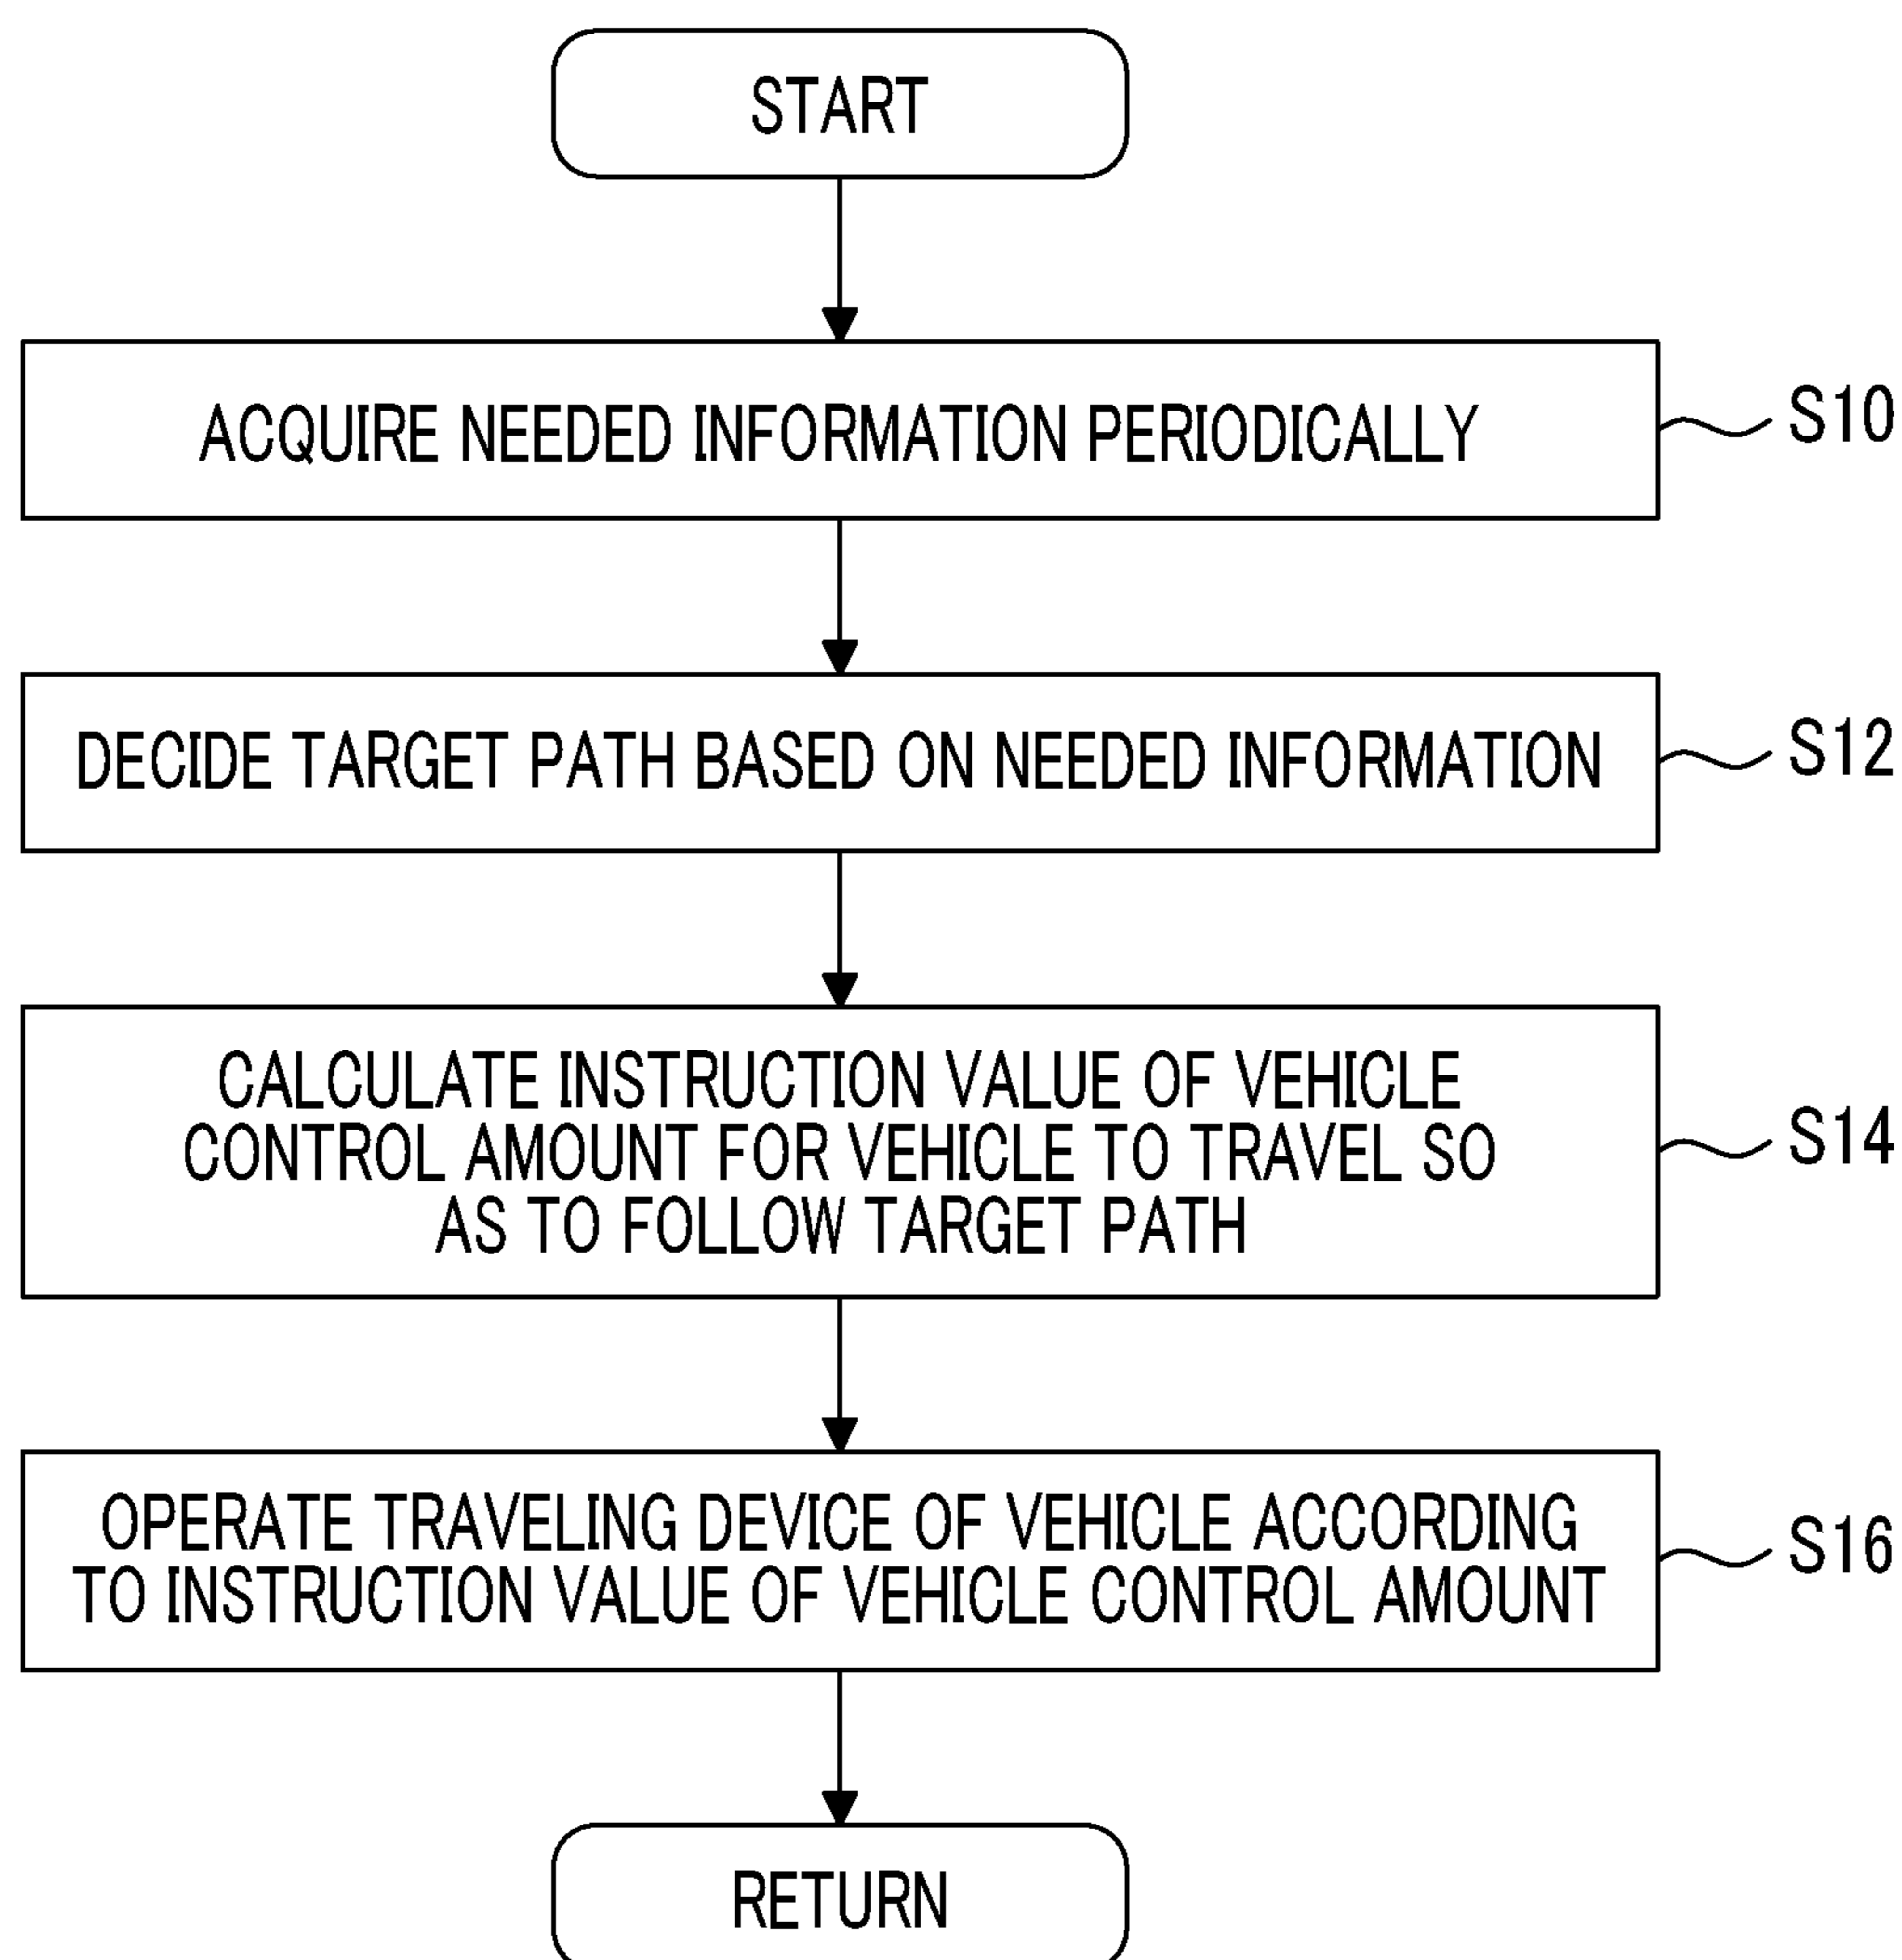 START
ACQUIRE NEEDED INFORMATION PERIODICALLY
S10
DECIDE TARGET PATH BASED ON NEEDED INFORMATION
S12
CALCULATE INSTRUCTION VALUE OF VEHICLE
CONTROL AMOUNT FOR VEHICLE TO TRAVEL SO
AS TO FOLLOW TARGET PATH
S14
OPERATE TRAVELING DEVICE OF VEHICLE ACCORDING
TO INSTRUCTION VALUE OF VEHICLE CONTROL AMOUNT
S16
RETURN